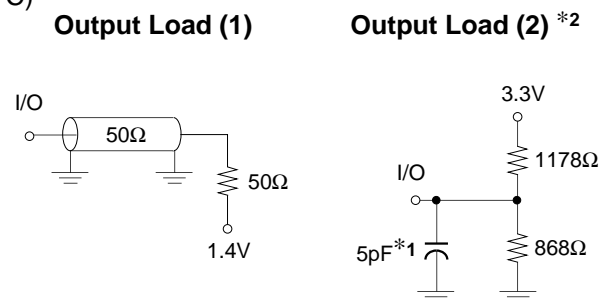 Output Load (1)
Output Load (2) *2
I/O
50Ω
50Ω
1.4V
3.3V
1178Ω
I/O
5pF*1
868Ω